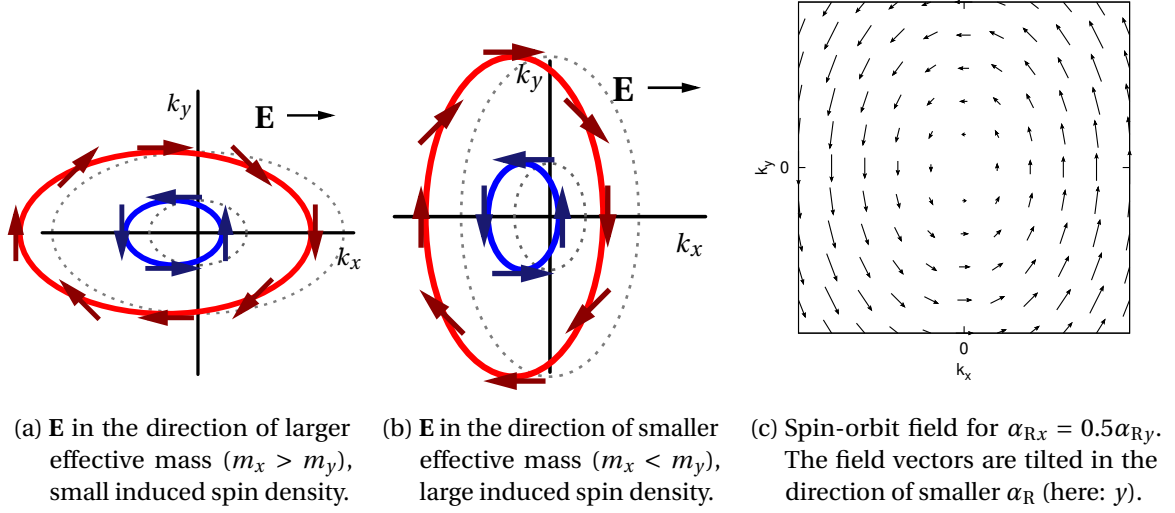 k_y
E
k_x
k_y
E
k_x
k_y
0
0
k_x
(a) E in the direction of larger
effective mass (m_x > m_y),
small induced spin density.
(b) E in the direction of smaller
effective mass (m_x < m_y),
large induced spin density.
(c) Spin-orbit field for α_Rx = 0.5α_Ry.
The field vectors are tilted in the
direction of smaller α_R (here: y).